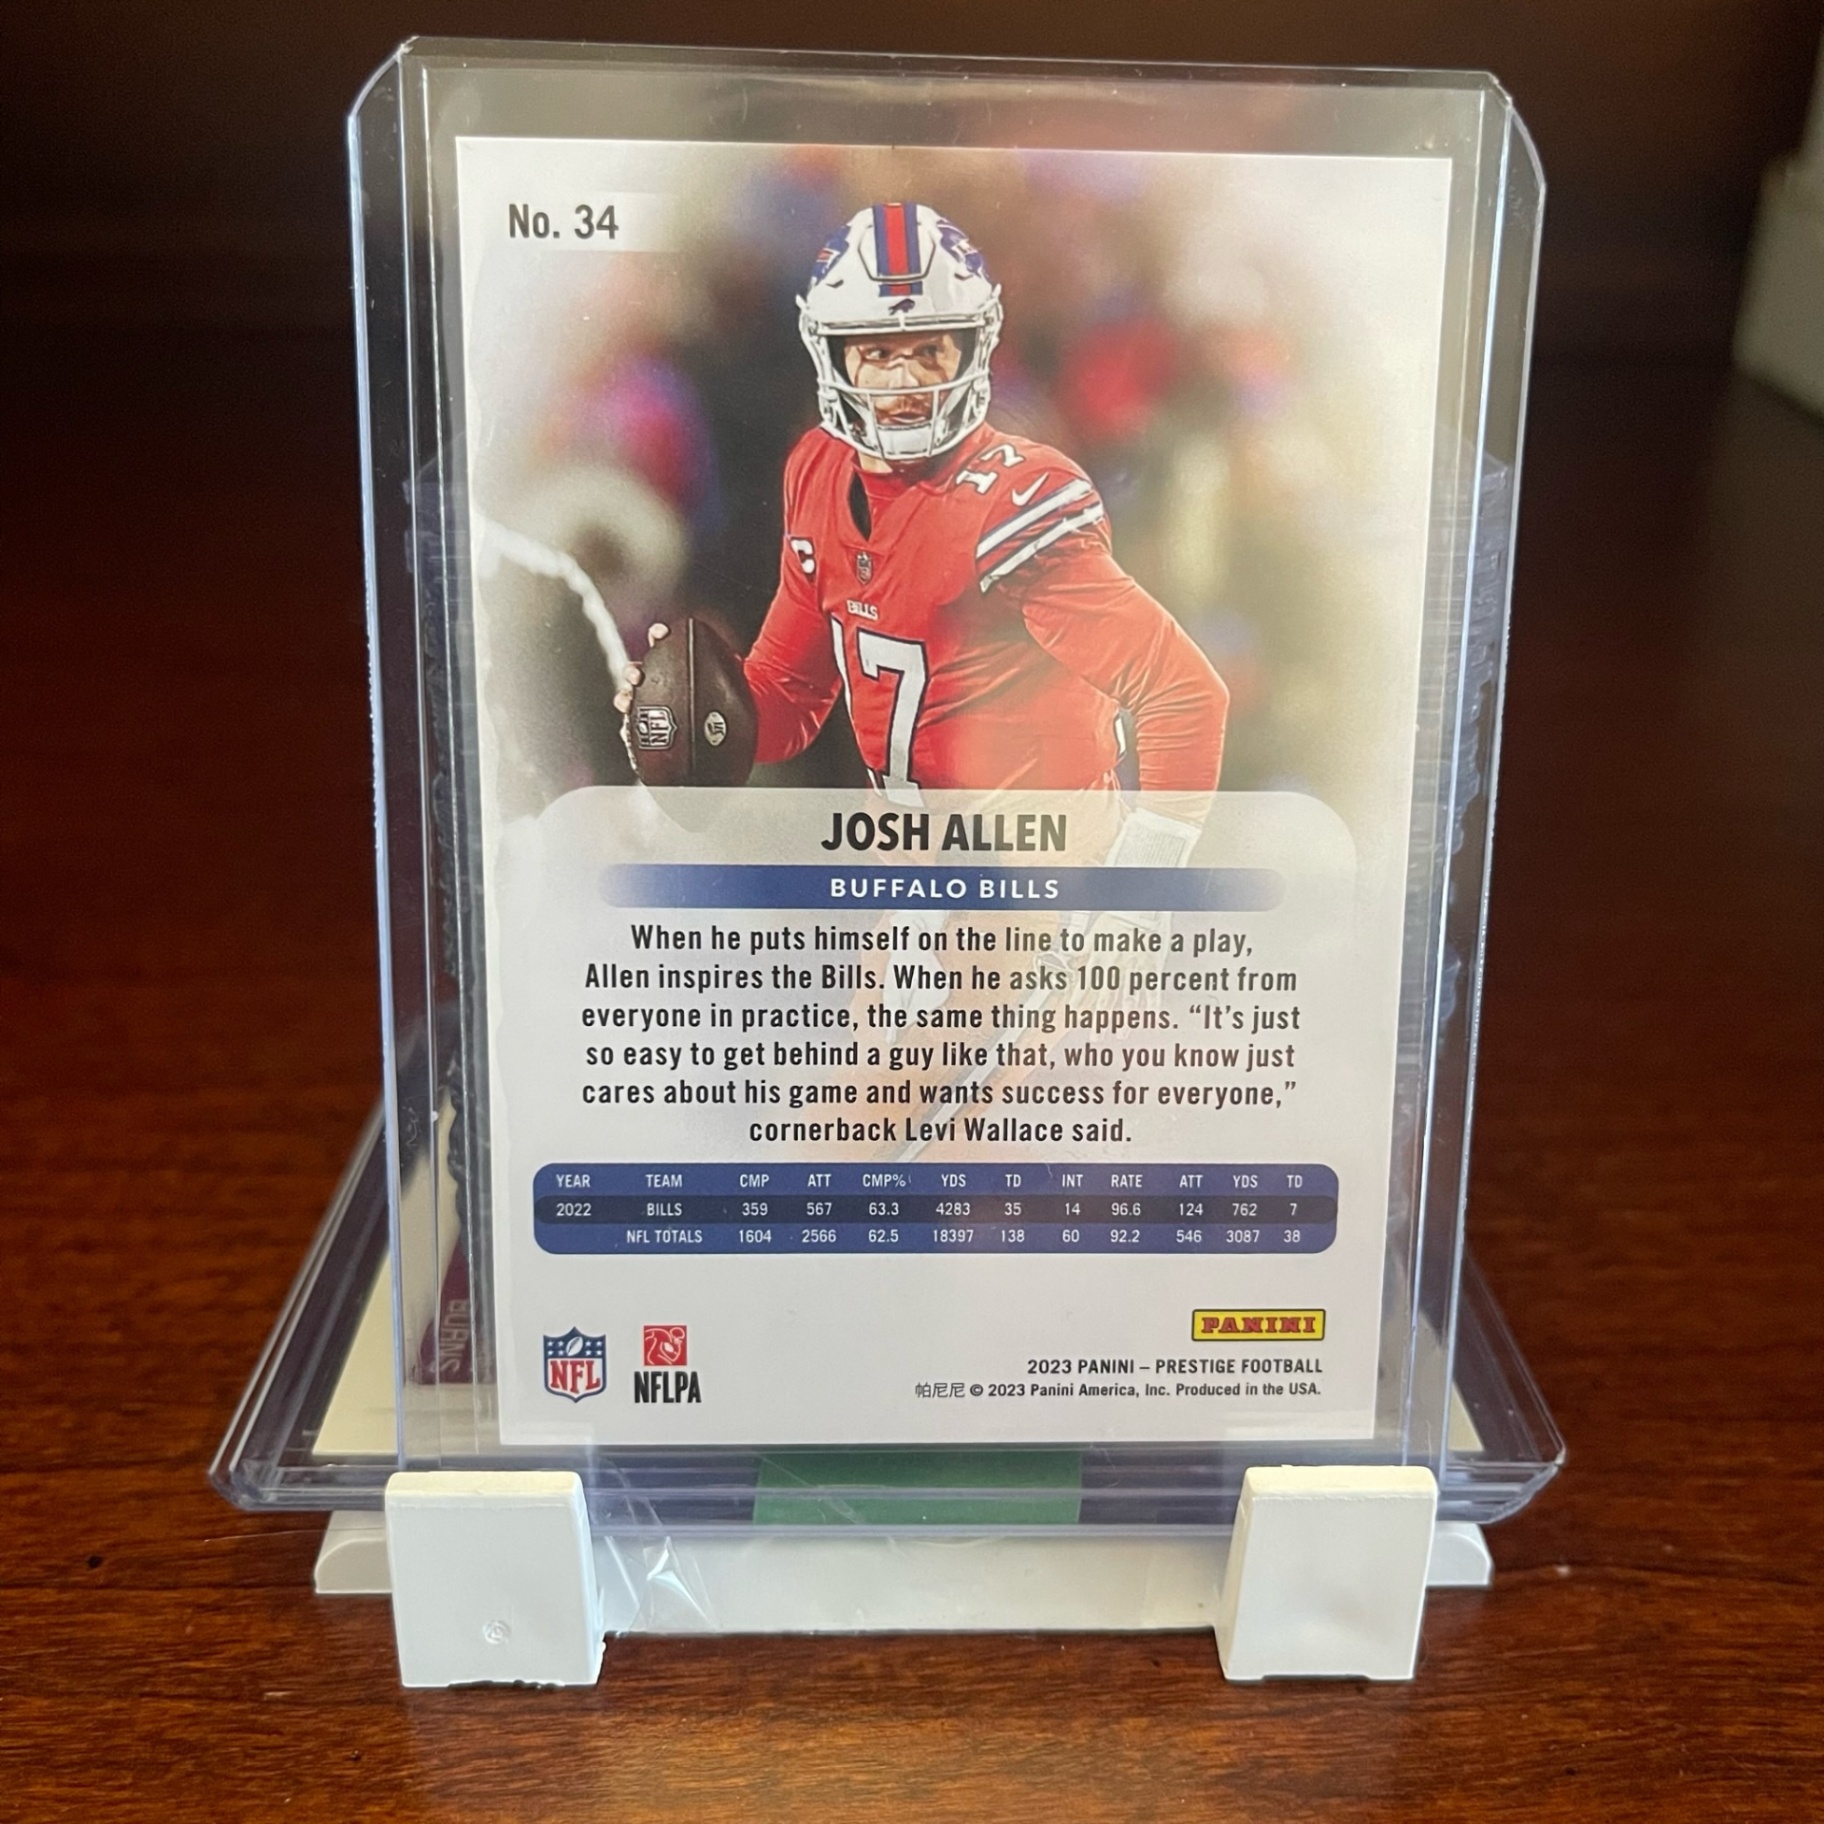 No. 34
17
C
BILLS
17
NFL
JOSH ALLEN
BUFFALO BILLS
When he puts himself on the line to make a play,
Allen inspires the Bills. When he asks 100 percent from
everyone in practice, the same thing happens. “It’s just
so easy to get behind a guy like that, who you know just
cares about his game and wants success for everyone,”
cornerback Levi Wallace said.
YEAR TEAM CMP ATT CMP% YDS TD INT RATE ATT YDS TD
2022 BILLS 359 567 63.3 4283 35 14 96.6 124 762 7
NFL TOTALS 1604 2566 62.5 18397 138 60 92.2 546 3087 38
BURNS
PANINI
NFL NFLPA
2023 PANINI – PRESTIGE FOOTBALL
帕尼尼 © 2023 Panini America, Inc. Produced in the USA.